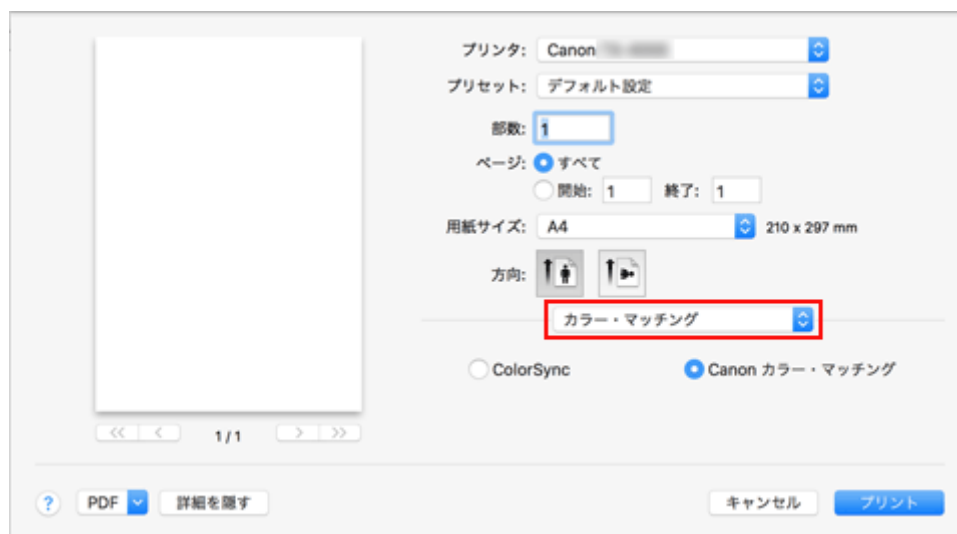 プリンタ: Canon
プリセット: デフォルト設定
部数: 1
ページ: すべて
開始: 1 終了: 1
用紙サイズ: A4 210 x 297 mm
方向:
カラー・マッチング
ColorSync Canon カラー・マッチング
<< < 1 / 1 > >>
? PDF 詳細を隠す キャンセル プリント